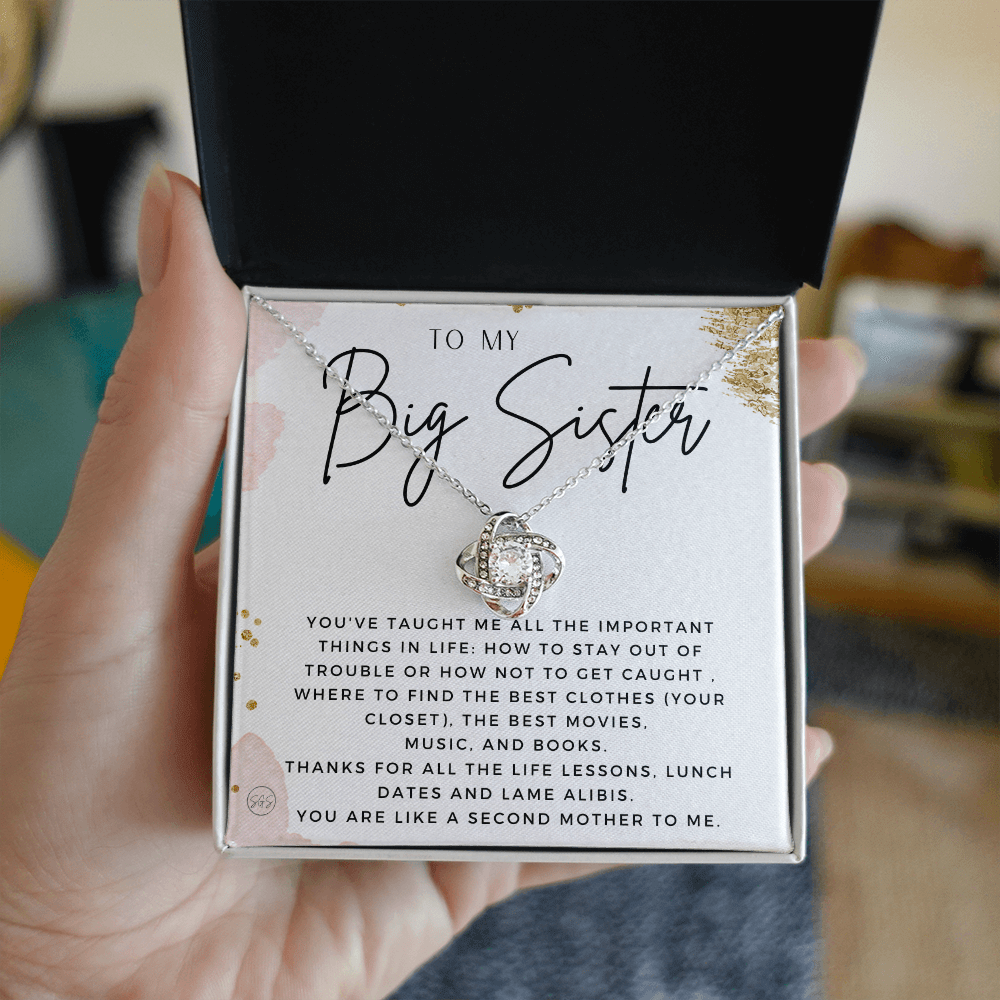 TO MY
Big Sister
YOU'VE TAUGHT ME ALL THE IMPORTANT
THINGS IN LIFE: HOW TO STAY OUT OF
TROUBLE OR HOW NOT TO GET CAUGHT ,
WHERE TO FIND THE BEST CLOTHES (YOUR
CLOSET), THE BEST MOVIES,
MUSIC, AND BOOKS.
THANKS FOR ALL THE LIFE LESSONS, LUNCH
DATES AND LAME ALIBIS.
YOU ARE LIKE A SECOND MOTHER TO ME.
SGS